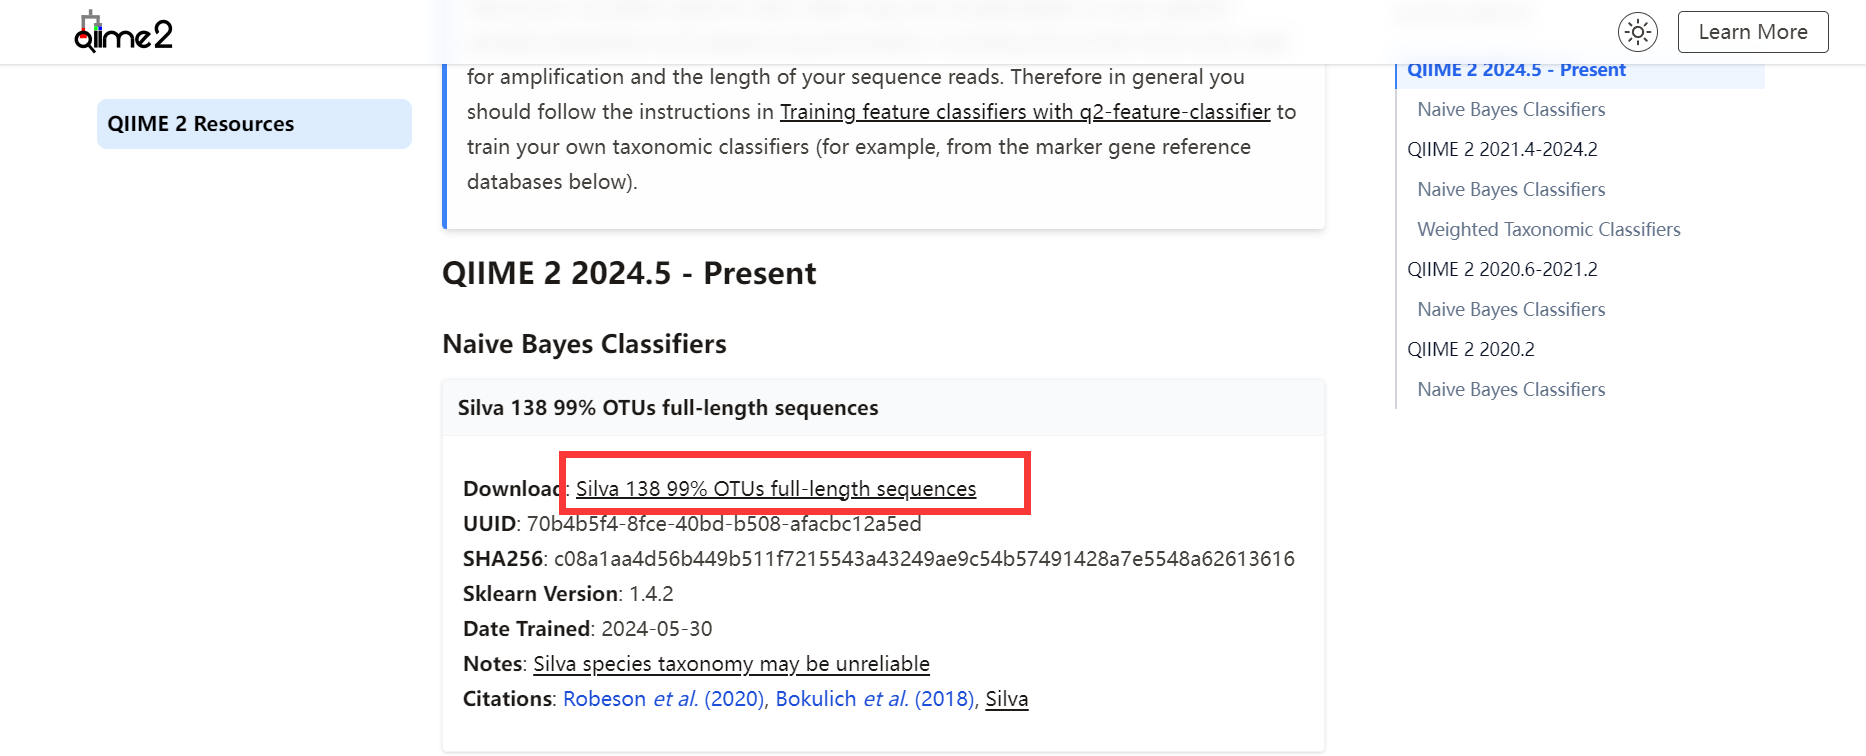 qiime2
Learn More
QIIME 2 Resources
for amplification and the length of your sequence reads. Therefore in general you
should follow the instructions in Training feature classifiers with q2-feature-classifier to
train your own taxonomic classifiers (for example, from the marker gene reference
databases below).
QIIME 2 2024.5 - Present
Naive Bayes Classifiers
Silva 138 99% OTUs full-length sequences
Download: Silva 138 99% OTUs full-length sequences
UUID: 70b4b5f4-8fce-40bd-b508-afacbc12a5ed
SHA256: c08a1aa4d56b449b511f7215543a43249ae9c54b57491428a7e5548a62613616
Sklearn Version: 1.4.2
Date Trained: 2024-05-30
Notes: Silva species taxonomy may be unreliable
Citations: Robeson et al. (2020), Bokulich et al. (2018), Silva
QIIME 2 2024.5 - Present
Naive Bayes Classifiers
QIIME 2 2021.4-2024.2
Naive Bayes Classifiers
Weighted Taxonomic Classifiers
QIIME 2 2020.6-2021.2
Naive Bayes Classifiers
QIIME 2 2020.2
Naive Bayes Classifiers